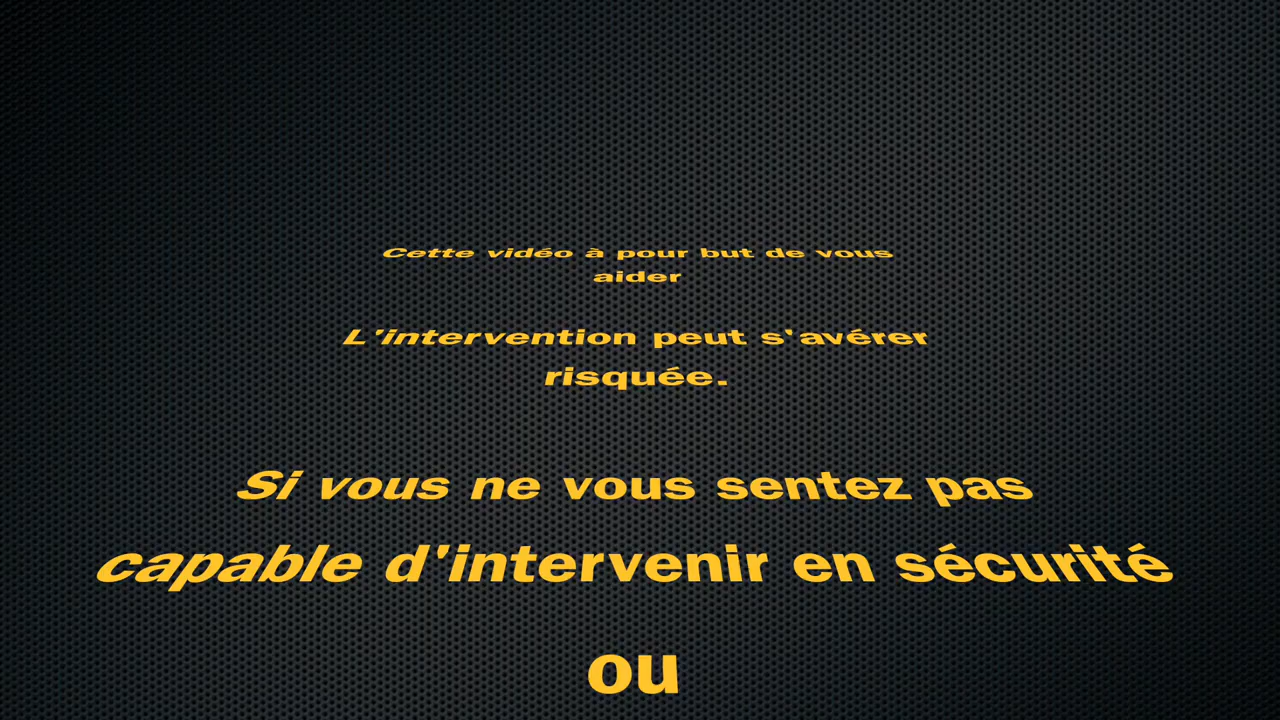 Cette vidéo à pour but de vous
aider
L'intervention peut s'avérer
risquée.
Si vous ne vous sentez pas
capable d'intervenir en sécurité
ou